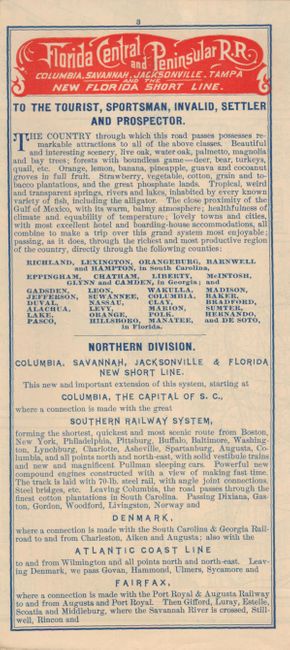 3
Florida Central and Peninsular R.R.
COLUMBIA, SAVANNAH, JACKSONVILLE, TAMPA
AND THE
NEW FLORIDA SHORT LINE.
TO THE TOURIST, SPORTSMAN, INVALID, SETTLER
AND PROSPECTOR.
THE COUNTRY through which this road passes possesses re-
markable attractions to all of the above classes. Beautiful
and interesting scenery, live oak, water oak, palmetto, magnolia
and bay trees; forests with boundless game—deer, bear, turkeys,
quail, etc. Orange, lemon, banana, pineapple, guava and cocoanut
groves in full fruit. Strawberry, vegetable, cotton, grain and to-
bacco plantations, and the great phosphate lands. Tropical, weird
and transparent springs, rivers and lakes, inhabited by every known
variety of fish, including the alligator. The close proximity of the
Gulf of Mexico, with its warm, balmy atmosphere; healthfulness of
climate and equability of temperature; lovely towns and cities,
with most excellent hotel and boarding-house accommodations, all
combine to make a trip over this grand system most enjoyable;
passing, as it does, through the richest and most productive region
of the country, directly through the following counties:
RICHLAND, LEXINGTON, ORANGEBURG, BARNWELL
and HAMPTON, in South Carolina,
EPPINGHAM, CHATHAM, LIBERTY, McINTOSH,
GLYNN and CAMDEN, in Georgia; and
GADSDEN, LEON, WAKULLA, MADISON,
JEFFERSON, SUWANNEE, COLUMBIA, BAKER,
DUVAL, NASSAU, CLAY, BRADFORD,
ALACHUA, LEVY, MARION, SUMTER,
LAKE, ORANGE, POLK, HERNANDO,
PASCO, HILLSBORO, MANATEE, and DE SOTO,
in Florida.
NORTHERN DIVISION.
COLUMBIA, SAVANNAH, JACKSONVILLE & FLORIDA
NEW SHORT LINE.
This new and important extension of this system, starting at
COLUMBIA, THE CAPITAL OF S. C.,
where a connection is made with the great
SOUTHERN RAILWAY SYSTEM,
forming the shortest, quickest and most scenic route from Boston,
New York, Philadelphia, Pittsburg, Buffalo, Baltimore, Washing-
ton, Lynchburg, Charlotte, Asheville, Spartanburg, Augusta, Co-
lumbia, and all points north and north-east, with solid vestibule trains
and new and magnificent Pullman sleeping cars. Powerful new
compound engines constructed with a view of making fast time.
The track is laid with 70-lb. steel rail, with angle joint connections,
Steel bridges, etc. Leaving Columbia, the road passes through the
finest cotton plantations in South Carolina. Passing Dixiana, Gas-
ton, Gordon, Woodford, Livingston, Norway and
DENMARK,
where a connection is made with the South Carolina & Georgia Rail-
road to and from Charleston, Aiken and Augusta; also with the
ATLANTIC COAST LINE
to and from Wilmington and all points north and north-east. Leav-
ing Denmark, we pass Govan, Hammond, Ulmers, Sycamore and
FAIRFAX,
where a connection is made with the Port Royal & Augusta Railway
to and from Augusta and Port Royal. Then Gifford, Luray, Estelle,
Scotia and Middleburg, where the Savannah River is crossed, Still-
well, Rincon and